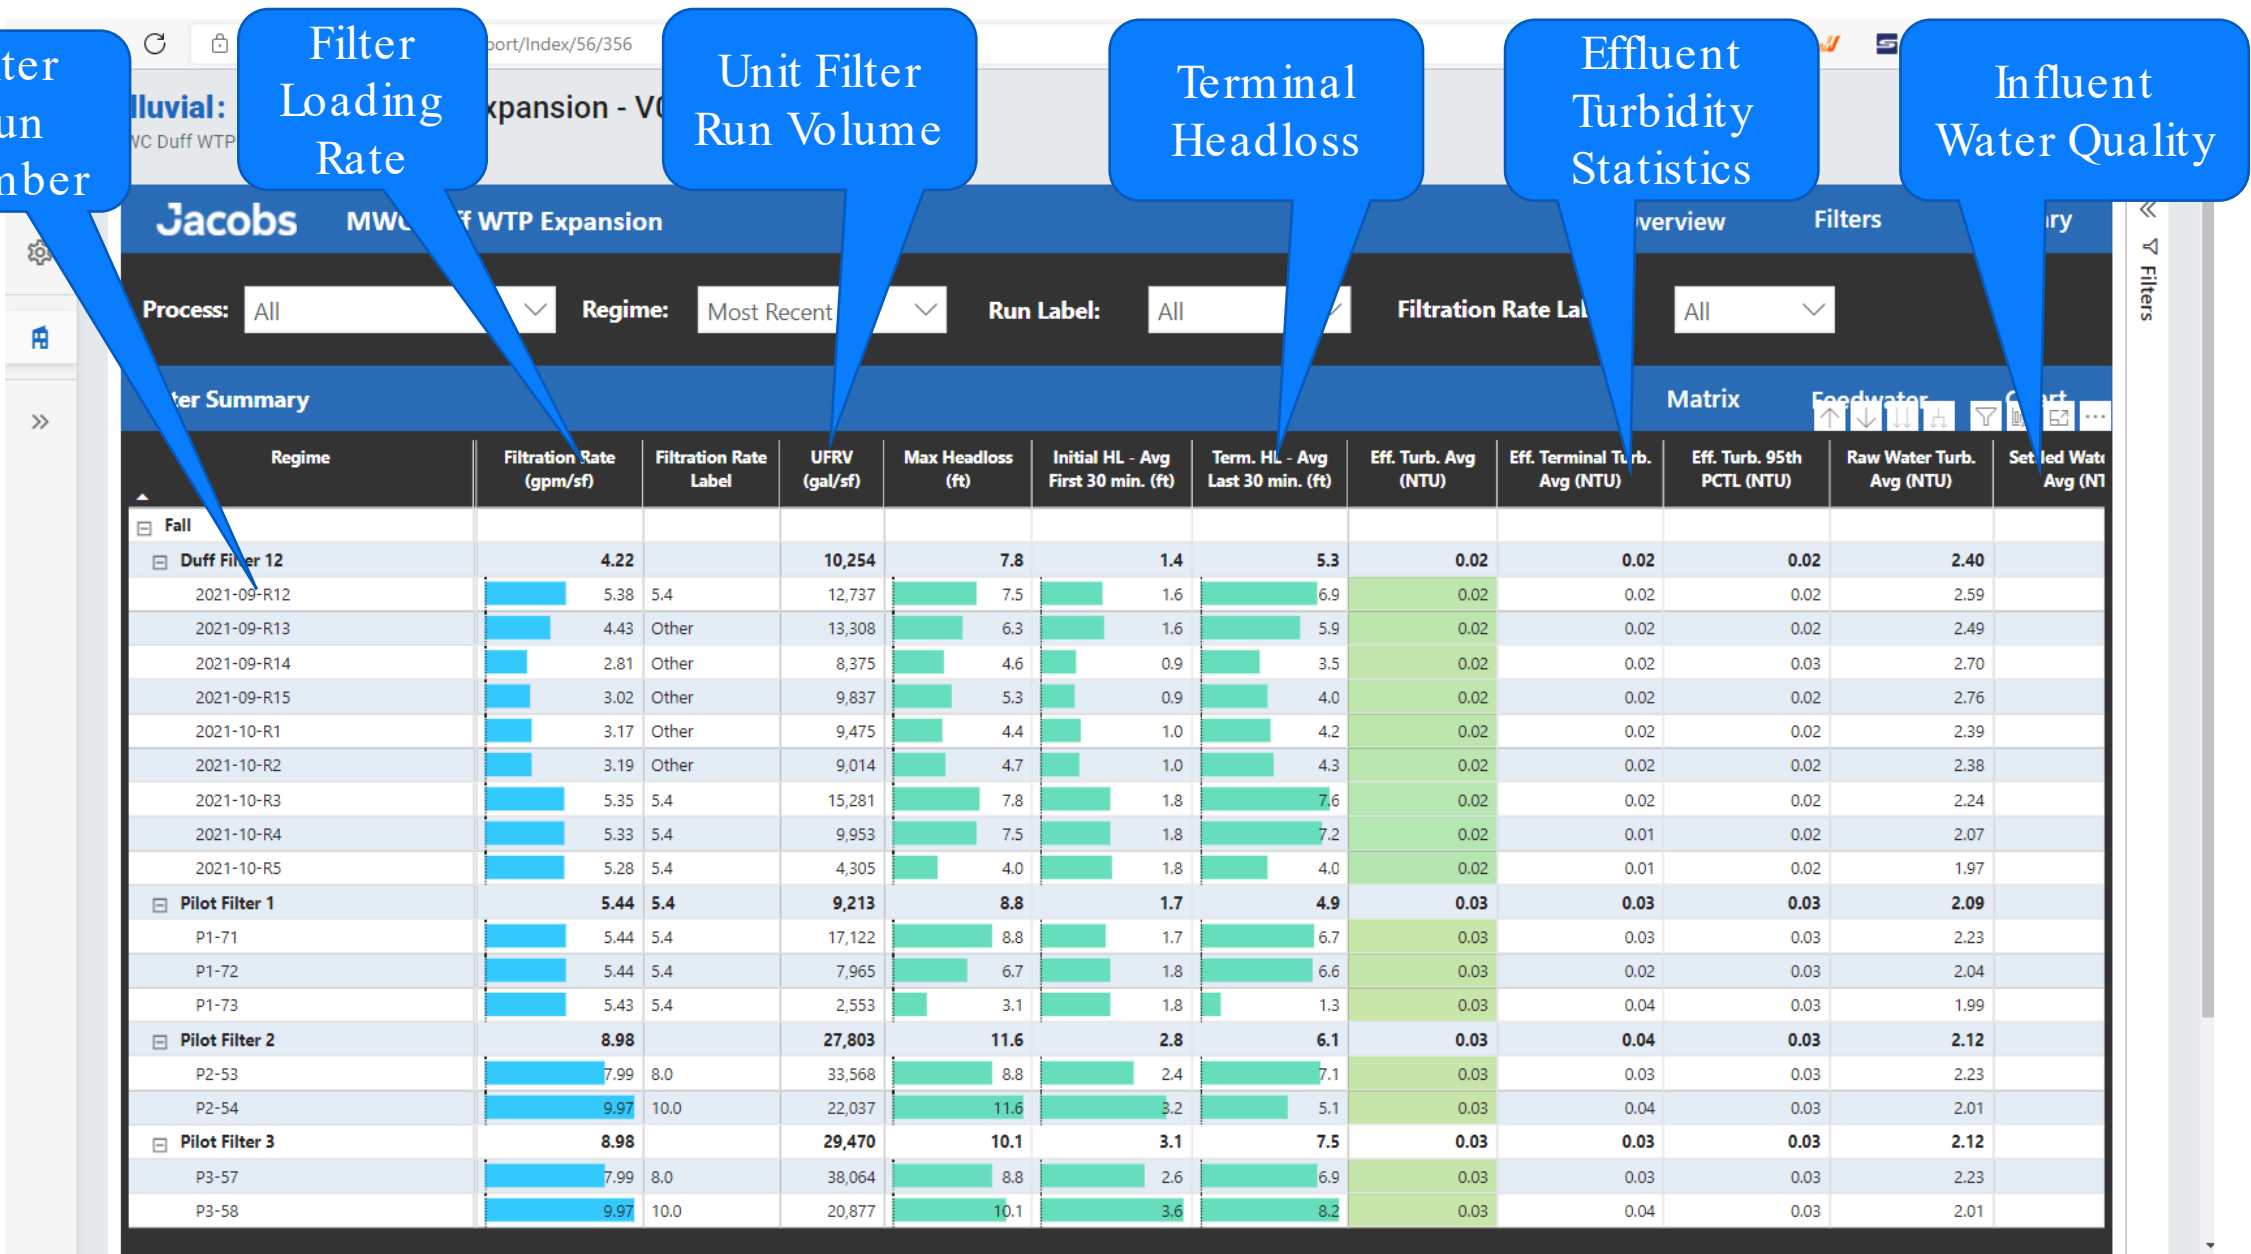 Filter
Loading
Rate
Unit Filter
Run Volume
Terminal
Headloss
Effluent
Turbidity
Statistics
Influent
Water Quality
port/Index/56/356
lluvial:
xpansion -
Duff WTP
Jacobs
WTP Expansion
Filters
Filters
Process: All
Regime: Most Recent
Run Label: All
Filtration Rate
All
Summary
Matrix
Regime
Filtration Rate (gpm/sf)
Filtration Rate Label
UFRV (gal/sf)
Max Headloss (ft)
Initial HL - Avg First 30 min. (ft)
Term. HL - Avg Last 30 min. (ft)
Eff. Turb. Avg (NTU)
Eff. Terminal Turb. Avg (NTU)
Eff. Turb. 95th PCTL (NTU)
Raw Water Turb. Avg (NTU)
Avg
Fall
Duff Filter 12 4.22 10,254 7.8 1.4 5.3 0.02 0.02 0.02 2.40
2021-09-R12 5.38 5.4 12,737 7.5 1.6 6.9 0.02 0.02 0.02 2.59
2021-09-R13 4.43 Other 13,308 6.3 1.6 5.9 0.02 0.02 0.02 2.49
2021-09-R14 2.81 Other 8,375 4.6 0.9 3.5 0.02 0.02 0.03 2.70
2021-09-R15 3.02 Other 9,837 5.3 0.9 4.0 0.02 0.02 0.02 2.76
2021-10-R1 3.17 Other 9,475 4.4 1.0 4.2 0.02 0.02 0.02 2.39
2021-10-R2 3.19 Other 9,014 4.7 1.0 4.3 0.02 0.02 0.02 2.38
2021-10-R3 5.35 5.4 15,281 7.8 1.8 7.6 0.02 0.02 0.02 2.24
2021-10-R4 5.33 5.4 9,953 7.5 1.8 7.2 0.02 0.01 0.02 2.07
2021-10-R5 5.28 5.4 4,305 4.0 1.8 4.0 0.02 0.01 0.02 1.97
Pilot Filter 1 5.44 5.4 9,213 8.8 1.7 4.9 0.03 0.03 0.03 2.09
P1-71 5.44 5.4 17,122 8.8 1.7 6.7 0.03 0.03 0.03 2.23
P1-72 5.44 5.4 7,965 6.7 1.8 6.6 0.03 0.02 0.03 2.04
P1-73 5.43 5.4 2,553 3.1 1.8 1.3 0.03 0.04 0.03 1.99
Pilot Filter 2 8.98 27,803 11.6 2.8 6.1 0.03 0.04 0.03 2.12
P2-53 7.99 8.0 33,568 8.8 2.4 7.1 0.03 0.03 0.03 2.23
P2-54 9.97 10.0 22,037 11.6 3.2 5.1 0.03 0.04 0.03 2.01
Pilot Filter 3 8.98 29,470 10.1 3.1 7.5 0.03 0.03 0.03 2.12
P3-57 7.99 8.0 38,064 8.8 2.6 6.9 0.03 0.03 0.03 2.23
P3-58 9.97 10.0 20,877 10.1 3.6 8.2 0.03 0.04 0.03 2.01